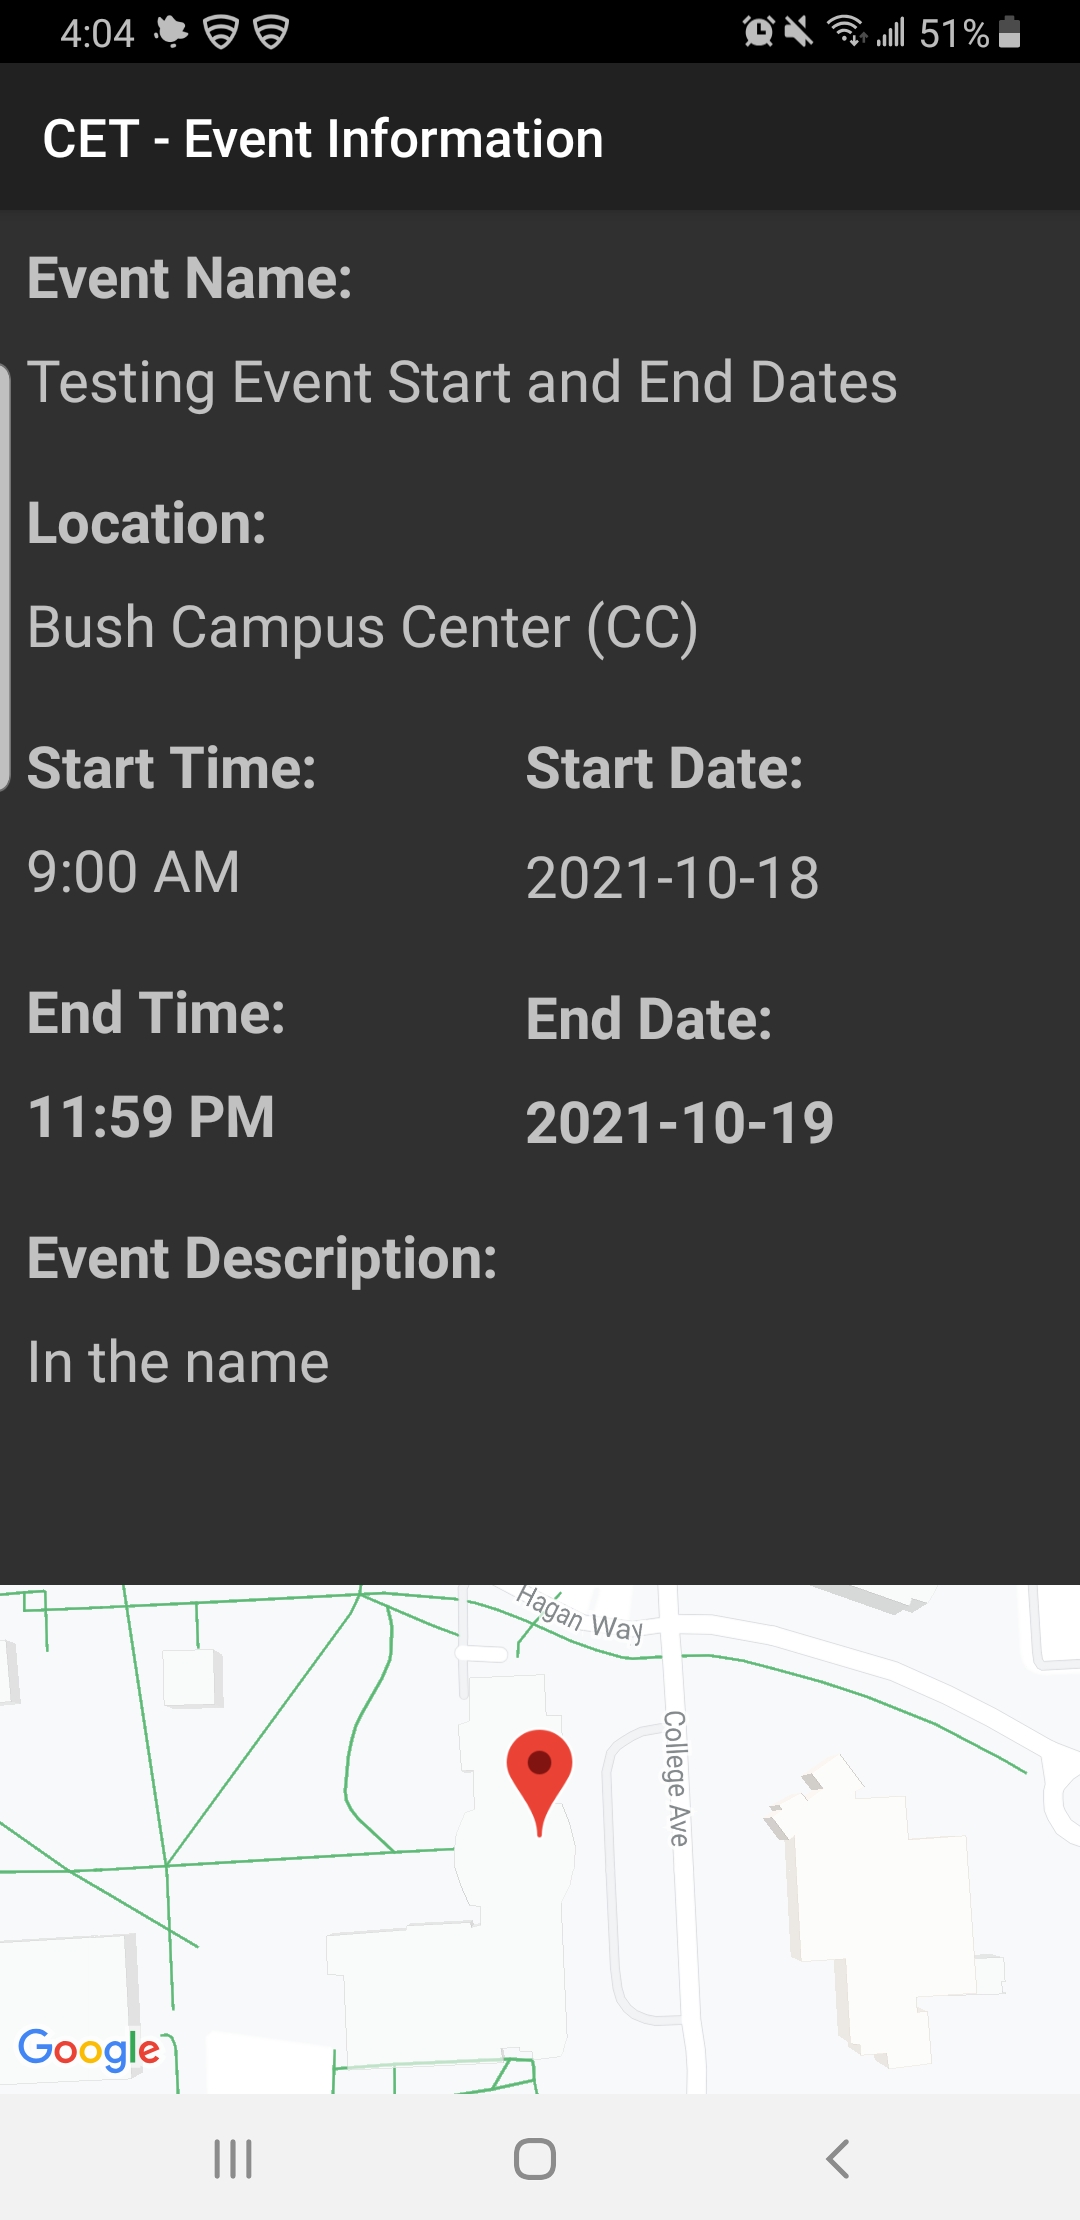 4:04 51%
CET - Event Information
Event Name:
Testing Event Start and End Dates
Location:
Bush Campus Center (CC)
Start Time: Start Date:
9:00 AM 2021-10-18
End Time: End Date:
11:59 PM 2021-10-19
Event Description:
In the name
Hagan Way
College Ave
Google